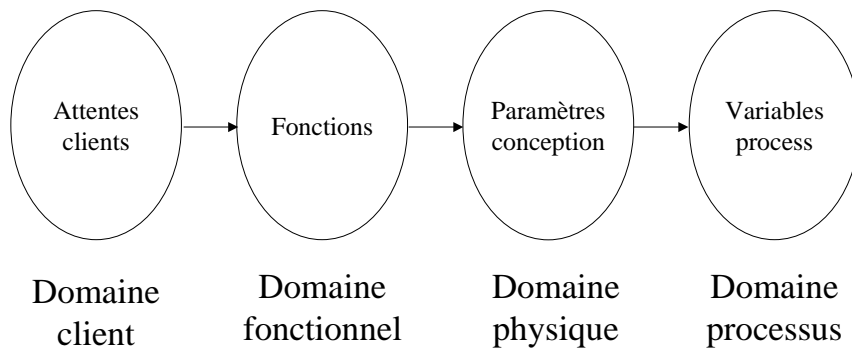 Attentes
clients
Fonctions
Paramètres
conception
Variables
process
Domaine
client
Domaine
fonctionnel
Domaine
physique
Domaine
processus